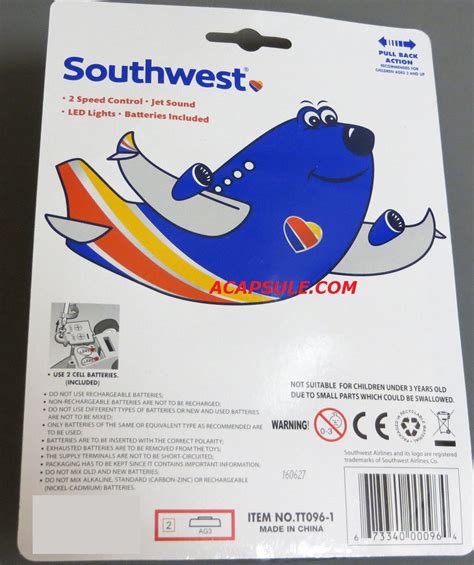 Southwest®
• 2 Speed Control • Jet Sound
• LED Lights • Batteries Included
PULL BACK
ACTION
RECOMMENDED FOR
CHILDREN AGES 3 AND UP
ACAPSULE.COM
• USE 2 CELL BATTERIES.
(INCLUDED)
• DO NOT USE RECHARGEABLE BATTERIES;
• NON-RECHARGEABLE BATTERIES ARE NOT TO BE RECHARGED;
• DO NOT USE DIFFERENT TYPES OF BATTERIES OR NEW AND USED BATTERIES
ARE NOT TO BE MIXED;
• ONLY BATTERIES OF THE SAME OR EQUIVALENT TYPE AS RECOMMENDED
ARE TO BE USED;
• BATTERIES ARE TO BE INSERTED WITH THE CORRECT POLARITY;
• EXHAUSTED BATTERIES ARE TO BE REMOVED FROM THE TOYS;
• THE SUPPLY TERMINALS ARE NOT TO BE SHORT-CIRCUITED;
PACKAGING HAS TO BE KEPT SINCE IT CONTAINS IMPORTANT INFORMATION;
• DO NOT MIX OLD AND NEW BATTERIES;
• DO NOT MIX ALKALINE, STANDARD (CARBON-ZINC) OR RECHARGEABLE
(NICKEL-CADMIUM) BATTERIES.
NOT SUITABLE FOR CHILDREN UNDER 3 YEARS OLD
DUE TO SMALL PARTS WHICH COULD BE SWALLOWED.
WARNING!
0-3
CE
Southwest Airlines and its logo are registered
trademarks of Southwest Airlines Co.
160627
2
AG3
ITEM NO.TT096-1
MADE IN CHINA
6 73340 00096 4